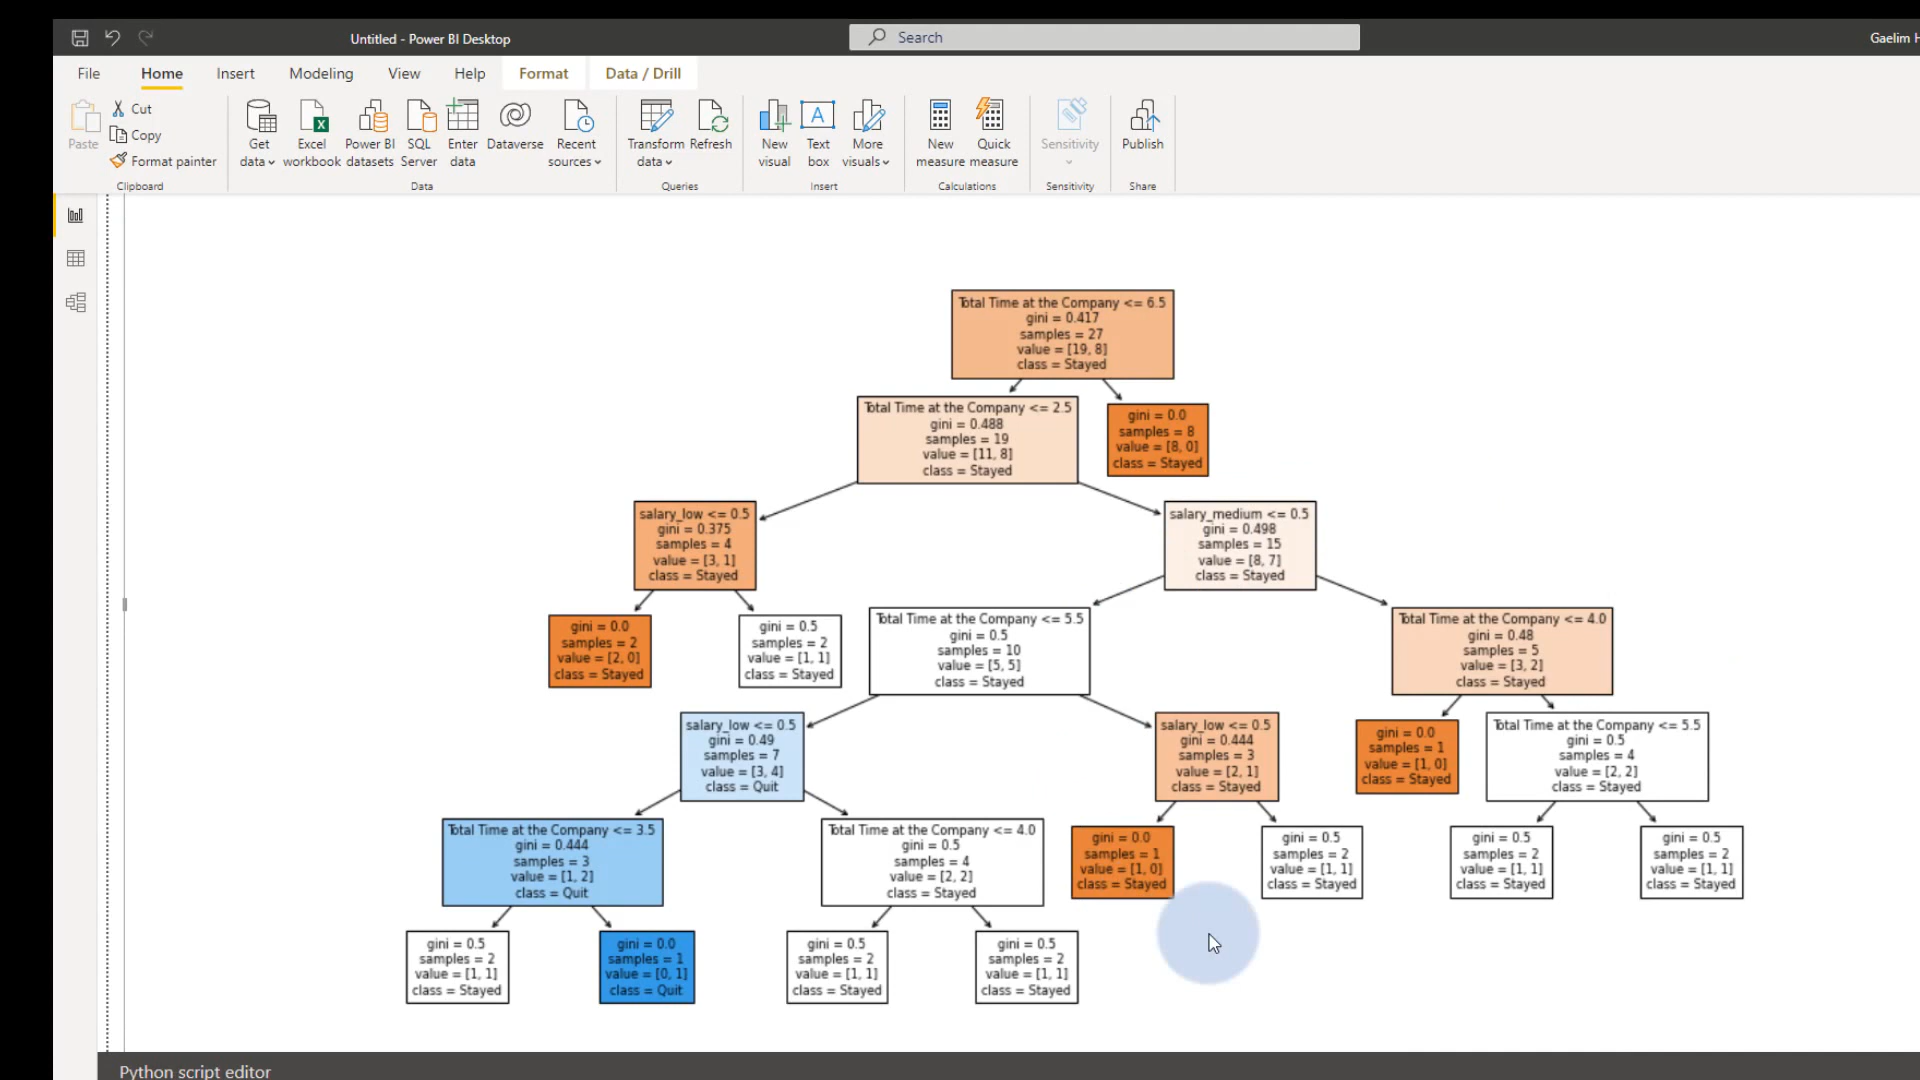 Untitled - Power BI Desktop
Search
Gaelim H
File
Home
Insert
Modeling
View
Help
Format
Data / Drill
Paste
Cut
Copy
Format painter
Clipboard
Get data
Excel workbook
Power BI datasets
SQL Server
Enter data
Dataverse
Recent sources
Data
Transform data
Refresh
Queries
New visual
Text box
More visuals
Insert
New measure
Quick measure
Calculations
Sensitivity
Sensitivity
Publish
Share
Total Time at the Company <= 6.5
gini = 0.417
samples = 27
value = [19, 8]
class = Stayed
Total Time at the Company <= 2.5
gini = 0.488
samples = 19
value = [11, 8]
class = Stayed
gini = 0.0
samples = 8
value = [8, 0]
class = Stayed
salary_low <= 0.5
gini = 0.375
samples = 4
value = [3, 1]
class = Stayed
salary_medium <= 0.5
gini = 0.498
samples = 15
value = [8, 7]
class = Stayed
gini = 0.0
samples = 2
value = [2, 0]
class = Stayed
gini = 0.5
samples = 2
value = [1, 1]
class = Stayed
Total Time at the Company <= 5.5
gini = 0.5
samples = 10
value = [5, 5]
class = Stayed
Total Time at the Company <= 4.0
gini = 0.48
samples = 5
value = [3, 2]
class = Stayed
salary_low <= 0.5
gini = 0.49
samples = 7
value = [3, 4]
class = Quit
salary_low <= 0.5
gini = 0.444
samples = 3
value = [2, 1]
class = Stayed
gini = 0.0
samples = 1
value = [1, 0]
class = Stayed
Total Time at the Company <= 5.5
gini = 0.5
samples = 4
value = [2, 2]
class = Stayed
Total Time at the Company <= 3.5
gini = 0.444
samples = 3
value = [1, 2]
class = Quit
Total Time at the Company <= 4.0
gini = 0.5
samples = 4
value = [2, 2]
class = Stayed
gini = 0.0
samples = 1
value = [1, 0]
class = Stayed
gini = 0.5
samples = 2
value = [1, 1]
class = Stayed
gini = 0.5
samples = 2
value = [1, 1]
class = Stayed
gini = 0.5
samples = 2
value = [1, 1]
class = Stayed
gini = 0.5
samples = 2
value = [1, 1]
class = Stayed
gini = 0.0
samples = 1
value = [0, 1]
class = Quit
gini = 0.5
samples = 2
value = [1, 1]
class = Stayed
gini = 0.5
samples = 2
value = [1, 1]
class = Stayed
Python script editor